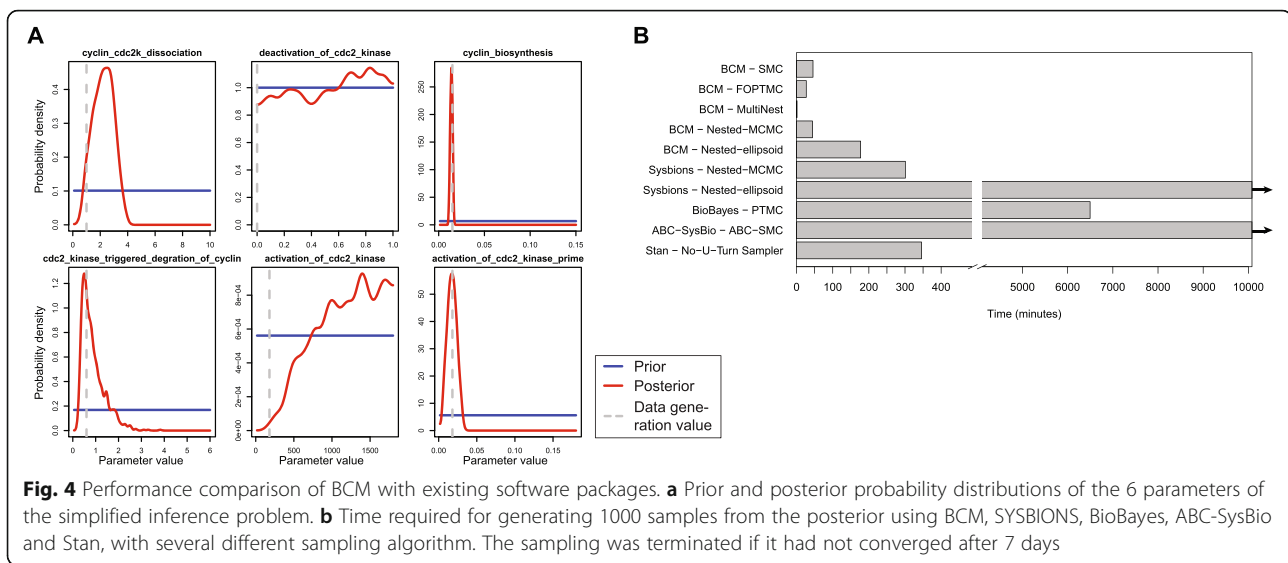 A
cyclin_cdc2k_dissociation
deactivation_of_cdc2_kinase
cyclin_biosynthesis
Probability density
0.0 0.1 0.2 0.3 0.4
0 2 4 6 8 10
0.0 0.2 0.4 0.6 0.8 1.0
0.0 0.2 0.4 0.6 0.8 1.0
0 50 100 150 200 250
0.00 0.05 0.10 0.15
cdc2_kinase_triggered_degration_of_cyclin
activation_of_cdc2_kinase
activation_of_cdc2_kinase_prime
Probability density
0.0 0.2 0.4 0.6 0.8 1.0 1.2
0 1 2 3 4 5 6
Parameter value
0e+00 2e-04 4e-04 6e-04 8e-04
0 500 1000 1500
Parameter value
0 10 20 30 40 50
0.00 0.05 0.10 0.15
Parameter value
Prior
Posterior
Data gene-
ration value
B
BCM – SMC
BCM – FOPTMC
BCM – MultiNest
BCM – Nested–MCMC
BCM – Nested–ellipsoid
Sysbions – Nested–MCMC
Sysbions – Nested–ellipsoid
BioBayes – PTMC
ABC–SysBio – ABC–SMC
Stan – No–U–Turn Sampler
0 100 200 300 400 5000 6000 7000 8000 9000 10000
Time (minutes)
Fig. 4 Performance comparison of BCM with existing software packages. a Prior and posterior probability distributions of the 6 parameters of
the simplified inference problem. b Time required for generating 1000 samples from the posterior using BCM, SYSBIONS, BioBayes, ABC-SysBio
and Stan, with several different sampling algorithm. The sampling was terminated if it had not converged after 7 days